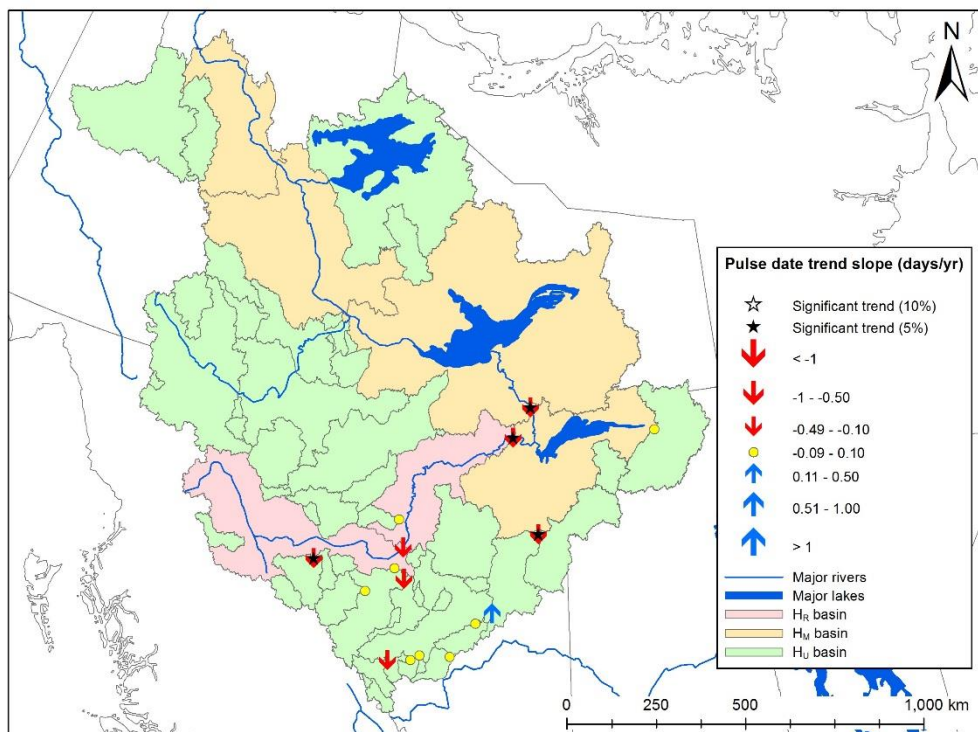 N
Pulse date trend slope (days/yr)
Significant trend (10%)
Significant trend (5%)
< -1
-1 - -0.50
-0.49 - -0.10
-0.09 - 0.10
0.11 - 0.50
0.51 - 1.00
> 1
Major rivers
Major lakes
HR basin
HM basin
HU basin
0 250 500 1,000 km